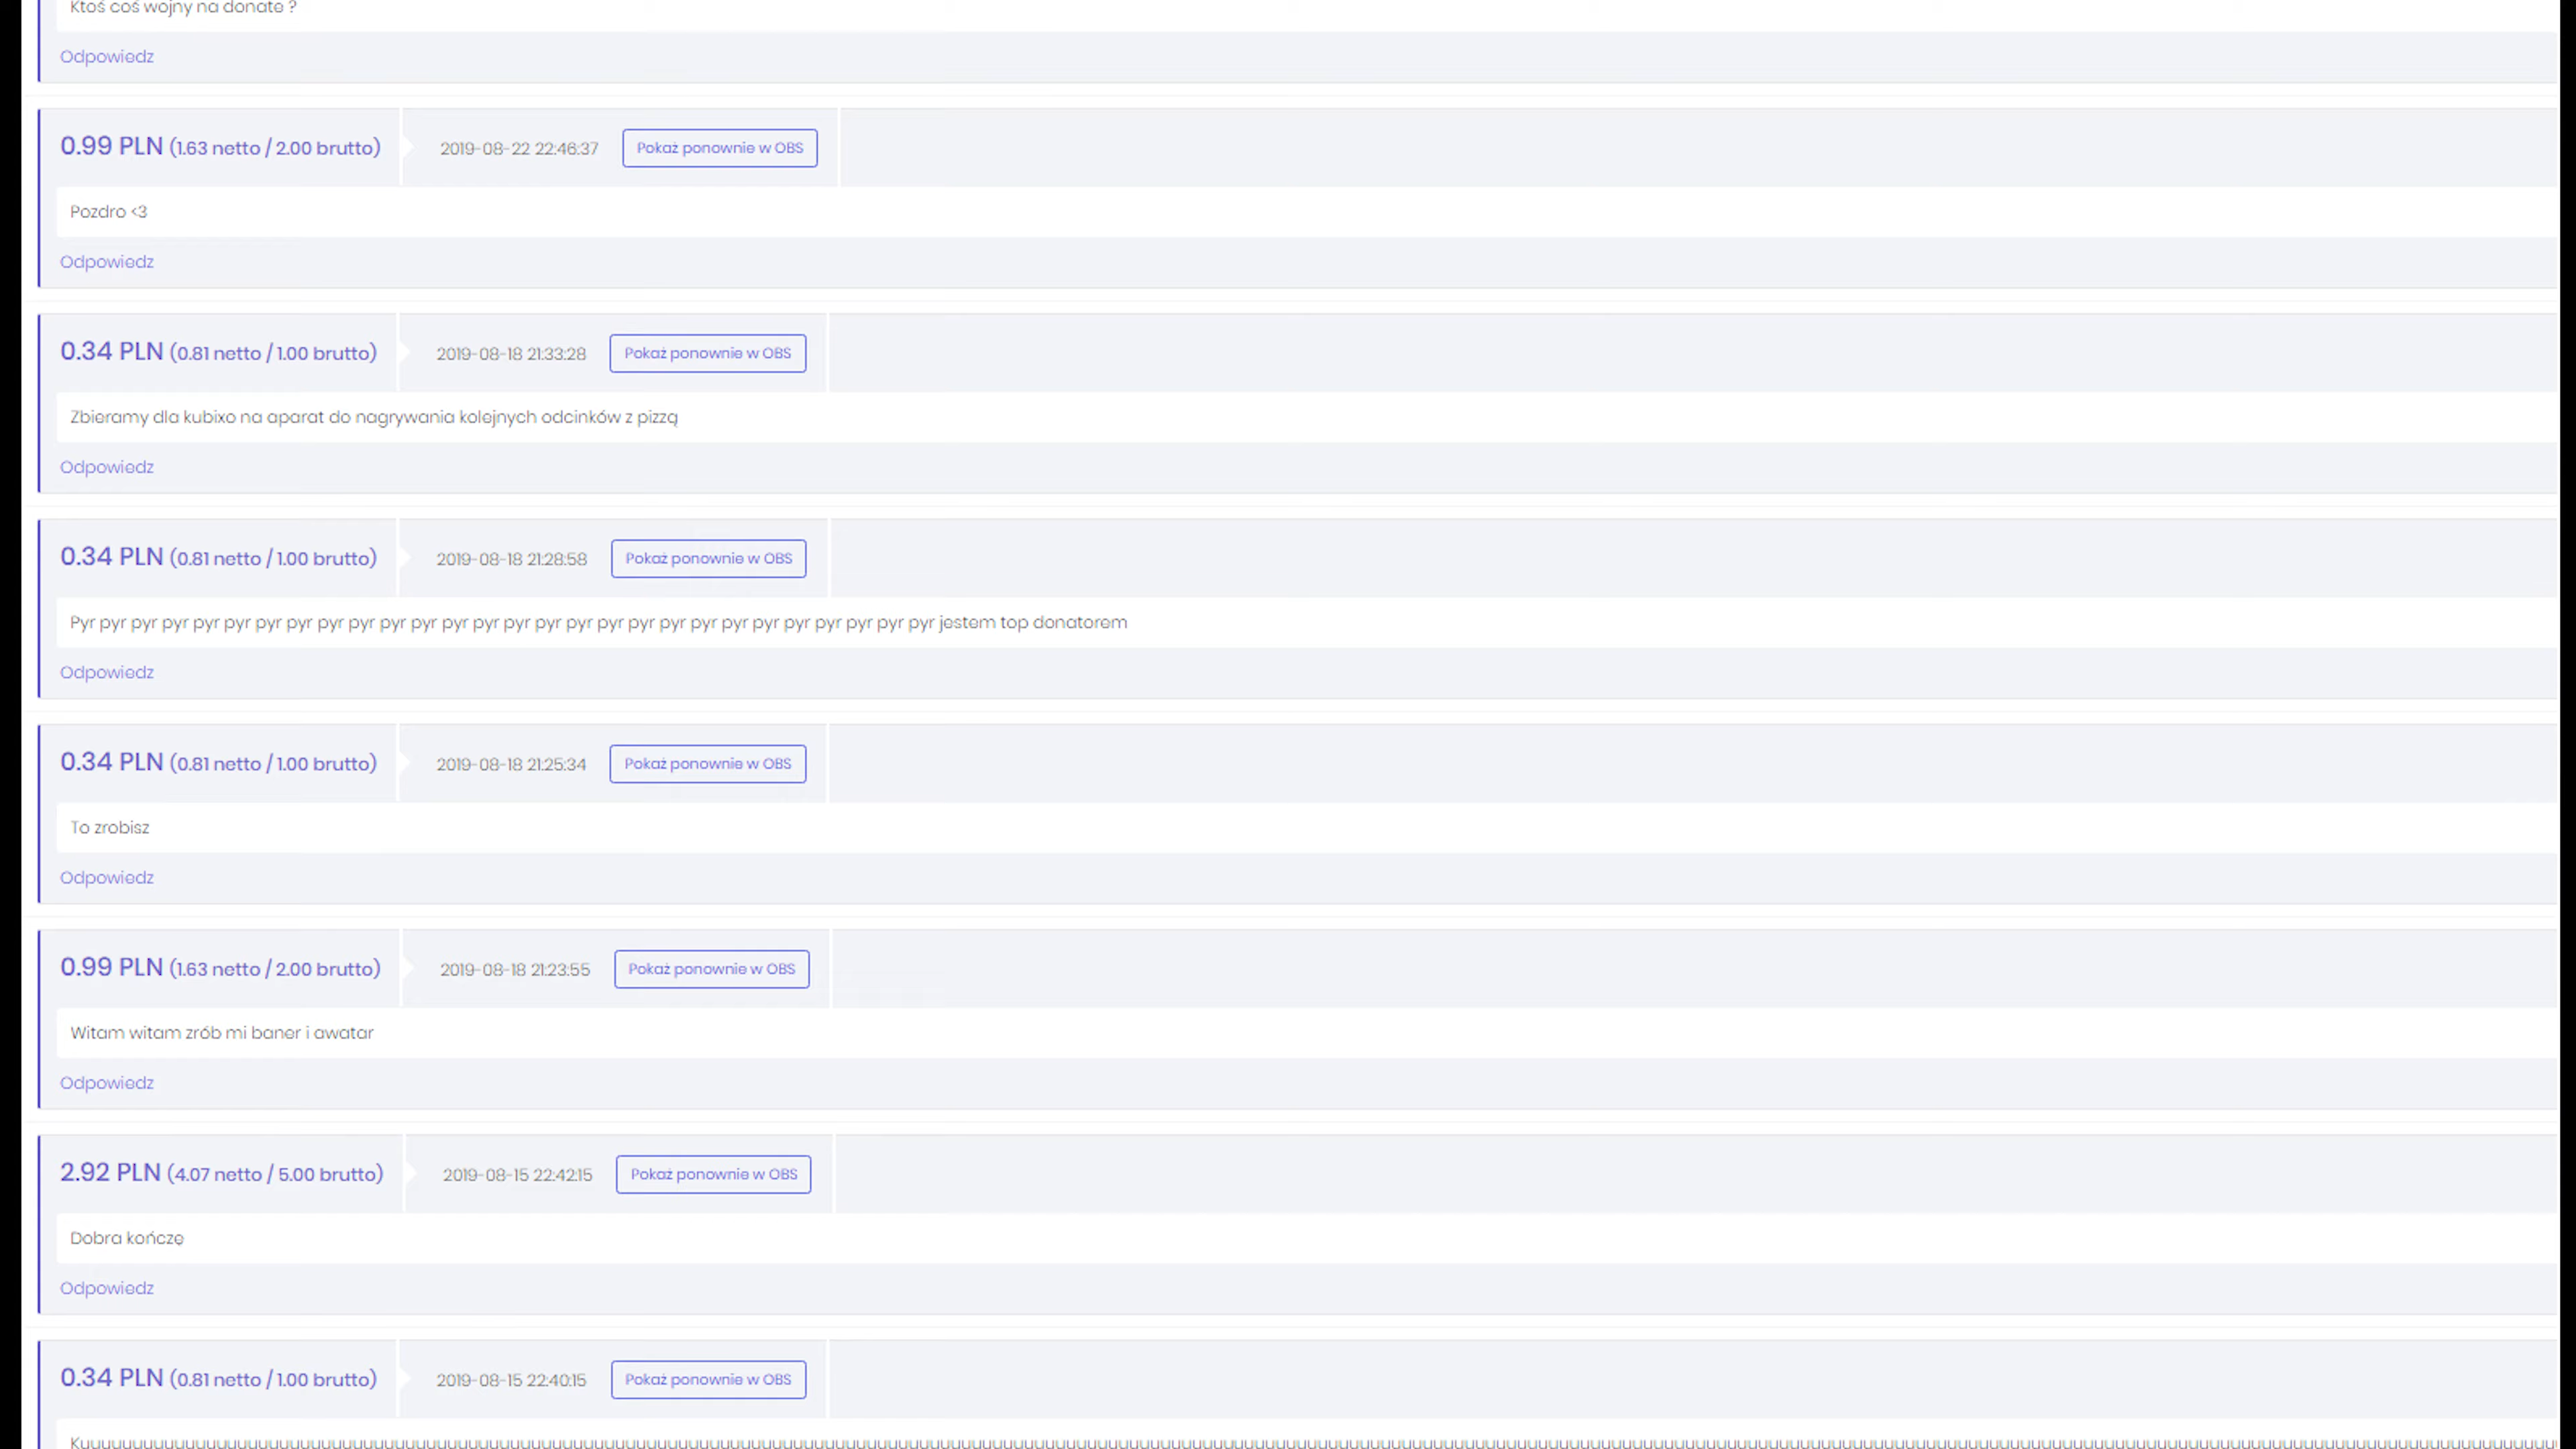 Ktoś coś wojny na donate ?
Odpowiedz
0.99 PLN (1.63 netto / 2.00 brutto) 2019-08-22 22:46:37 Pokaż ponownie w OBS
Pozdro <3
Odpowiedz
0.34 PLN (0.81 netto / 1.00 brutto) 2019-08-18 21:33:28 Pokaż ponownie w OBS
Zbieramy dla kubixo na aparat do nagrywania kolejnych odcinków z pizzą
Odpowiedz
0.34 PLN (0.81 netto / 1.00 brutto) 2019-08-18 21:28:58 Pokaż ponownie w OBS
Pyr pyr pyr pyr pyr pyr pyr pyr pyr pyr pyr pyr pyr pyr pyr pyr pyr pyr pyr pyr pyr pyr pyr pyr pyr pyr pyr pyr jestem top donatorem
Odpowiedz
0.34 PLN (0.81 netto / 1.00 brutto) 2019-08-18 21:25:34 Pokaż ponownie w OBS
To zrobisz
Odpowiedz
0.99 PLN (1.63 netto / 2.00 brutto) 2019-08-18 21:23:55 Pokaż ponownie w OBS
Witam witam zrób mi baner i awatar
Odpowiedz
2.92 PLN (4.07 netto / 5.00 brutto) 2019-08-15 22:42:15 Pokaż ponownie w OBS
Dobra kończę
Odpowiedz
0.34 PLN (0.81 netto / 1.00 brutto) 2019-08-15 22:40:15 Pokaż ponownie w OBS